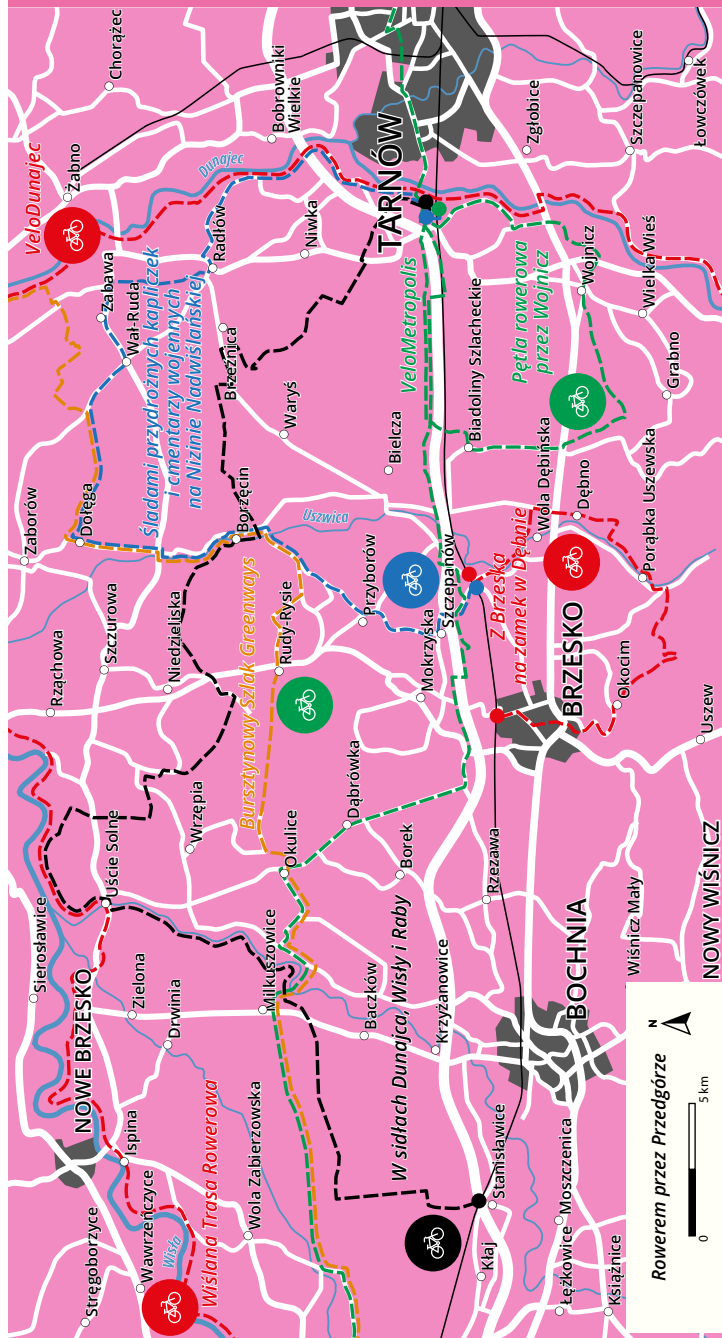 Stręgoborzyce
Wawrzeńczyce
Wisła
Wiślana Trasa Rowerowa
Ispina
NOWE BRZESKO
Sierosławice
Zielona
Drwinia
Wola Zabierzowska
Uście Solne
Mikluszowice
Baczków
W sidłach Dunajca, Wisły i Raby
Krzyżanowice
Kłaj
Stanisławice
Łężkowice
Moszczenica
Książnice
BOCHNIA
Wiśnicz Mały
NOWY WIŚNICZ
Rzezawa
Borek
Okulice
Dąbrówka
Wrzępia
Bursztynowy Szlak Greenways
Rudy-Rysie
Niedzieliska
Szczurowa
Rząchowa
Zaborów
Dołęga
Borzęcin
Uszwica
Przyborów
Mokrzyska
Szczepanów
BRZESKO
Okocim
Uszew
Z Brzeska
na zamek w Dębnie
Wola Dębińska
Dębno
Porąbka Uszewska
Śladami przydrożnych kapliczek
i cmentarzy wojennych
na Nizinie Nadwiślańskiej
Wał-Ruda
Zabawa
VeloDunajec
Żabno
Chorążec
Dunajec
Bobrowniki
Wielkie
Radłów
Niwka
Brzeźnica
Waryś
Bielcza
VeloMetropolis
TARNÓW
Biadoliny Szlacheckie
Pętla rowerowa
przez Wojnicz
Wojnicz
Wielka Wieś
Grabno
Zgłobice
Szczepanowice
Łowczówek
Rowerem przez Przedgórze
N
0
5 km